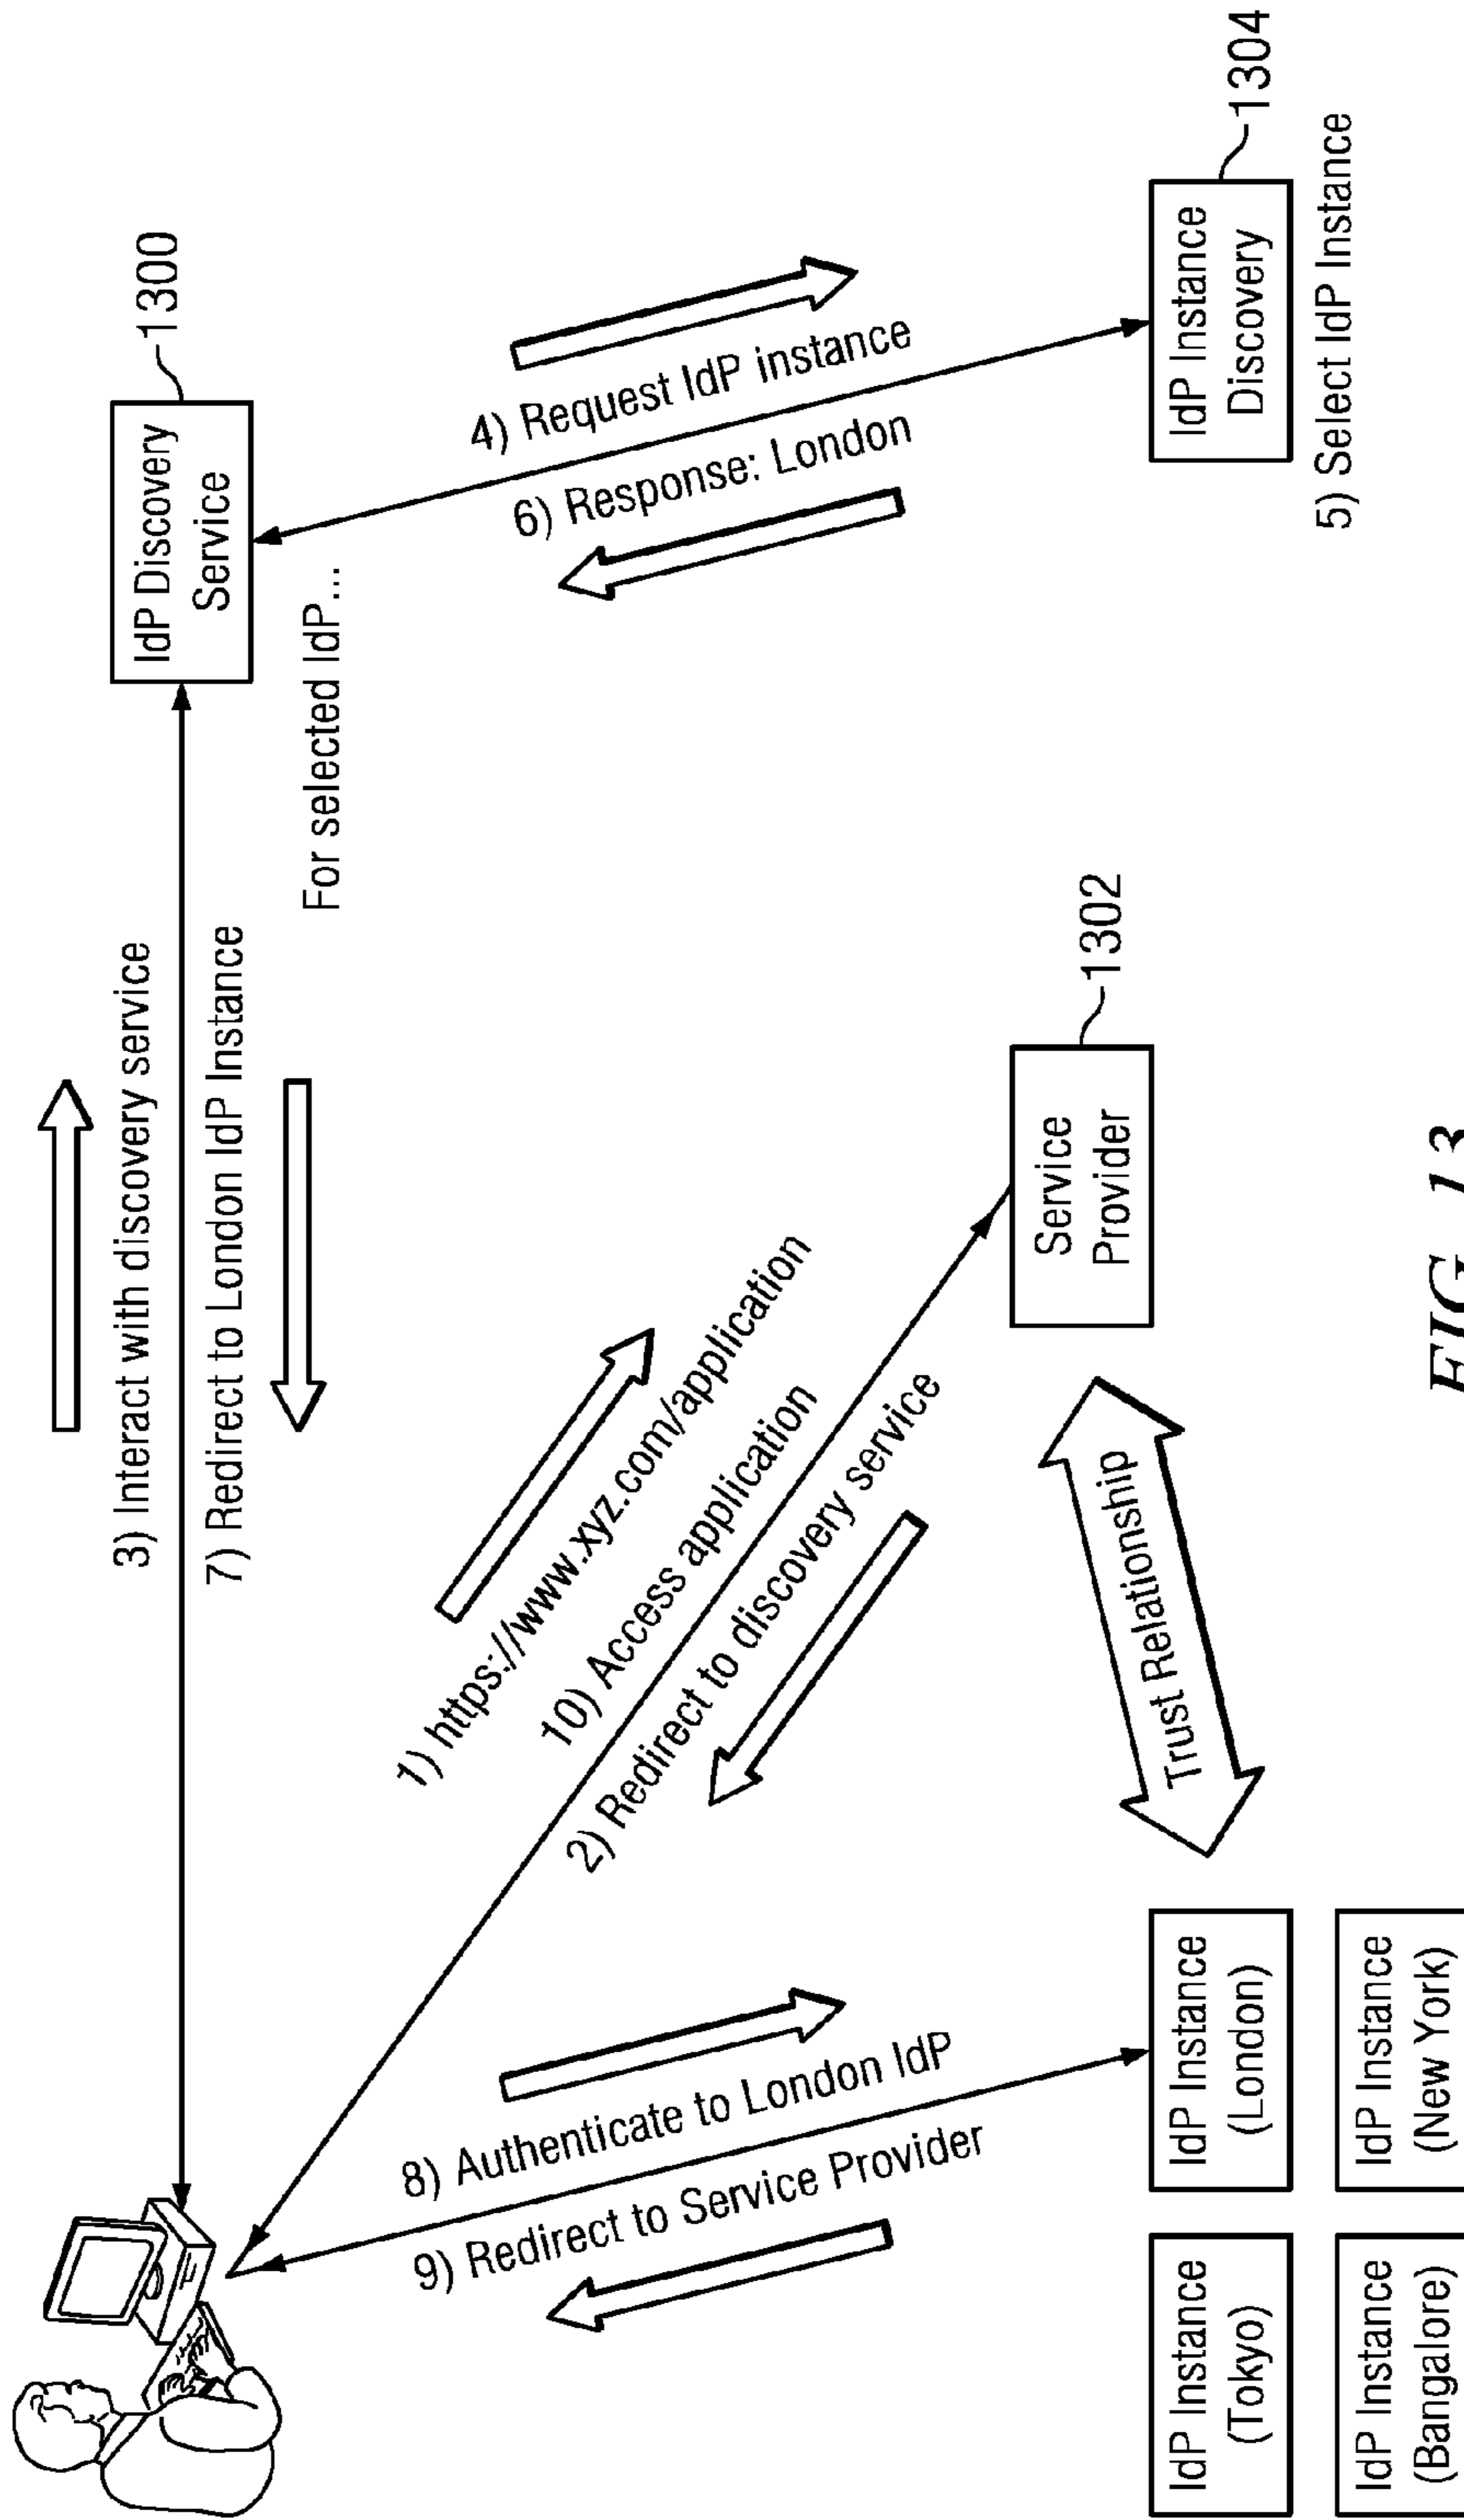 3) Interact with discovery service
7) Redirect to London IdP Instance
IdP Discovery
Service
1300
For selected IdP...
1) https://www.xyz.com/application
10) Access application
2) Redirect to discovery service
4) Request IdP instance
6) Response: London
8) Authenticate to London IdP
9) Redirect to Service Provider
Service
Provider
1302
Trust Relationship
IdP Instance
Discovery
1304
5) Select IdP Instance
IdP Instance
(Tokyo)
IdP Instance
(London)
IdP Instance
(Bangalore)
IdP Instance
(New York)
FIG. 13